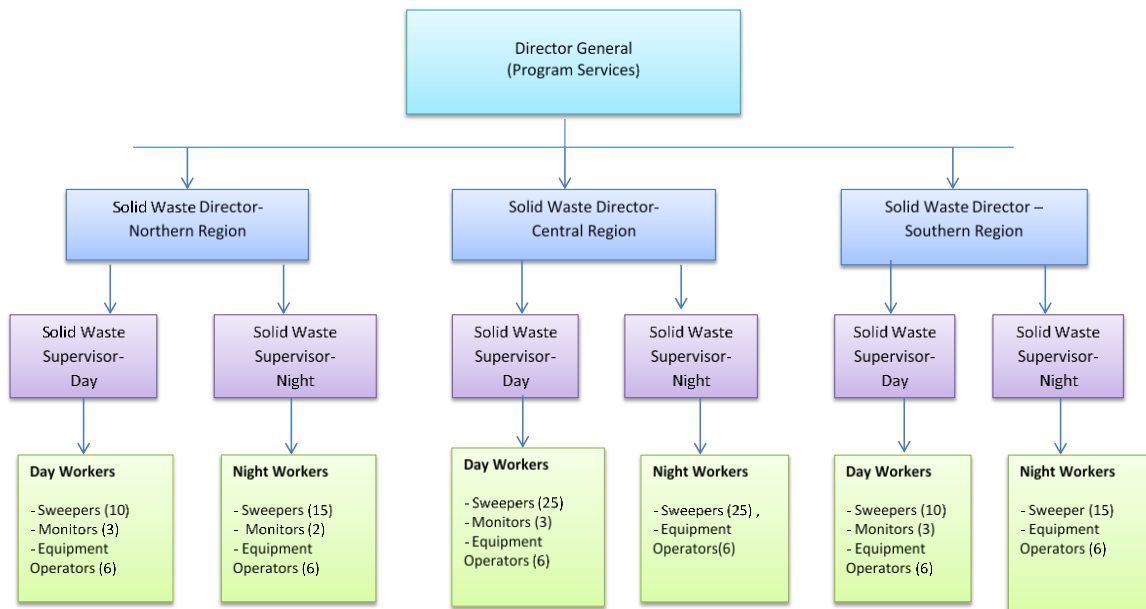 Director General
(Program Services)
Solid Waste Director-
Northern Region
Solid Waste Director-
Central Region
Solid Waste Director –
Southern Region
Solid Waste
Supervisor-
Day
Solid Waste
Supervisor-
Night
Solid Waste
Supervisor-
Day
Solid Waste
Supervisor-
Night
Solid Waste
Supervisor-
Day
Solid Waste
Supervisor-
Night
Day Workers
- Sweepers (10)
- Monitors (3)
- Equipment
Operators (6)
Night Workers
- Sweepers (15)
- Monitors (2)
- Equipment
Operators (6)
Day Workers
- Sweepers (25)
- Monitors (3)
- Equipment
Operators (6)
Night Workers
- Sweepers (25) ,
- Equipment
Operators(6)
Day Workers
- Sweepers (10)
- Monitors (3)
- Equipment
Operators (6)
Night Workers
- Sweeper (15)
- Equipment
Operators (6)